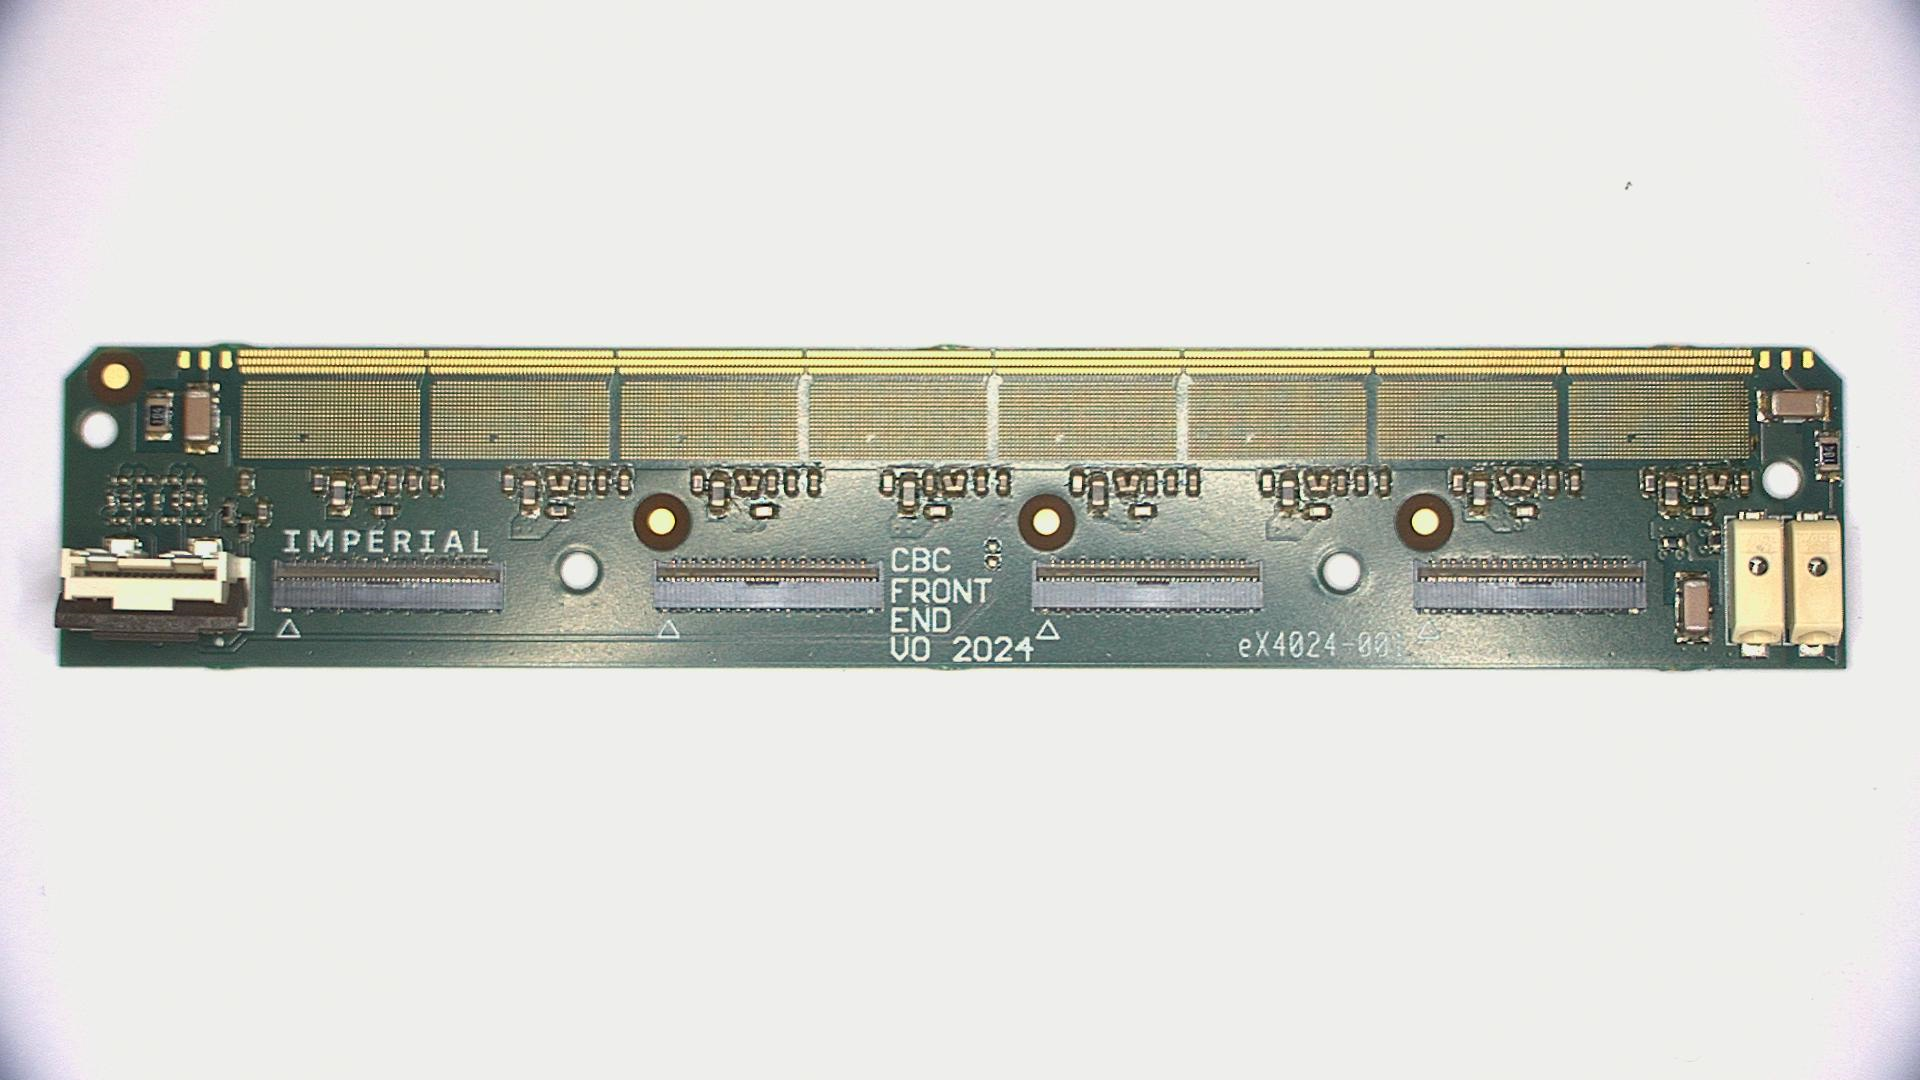 IMPERIAL
CBC
FRONT
END
V0 2024